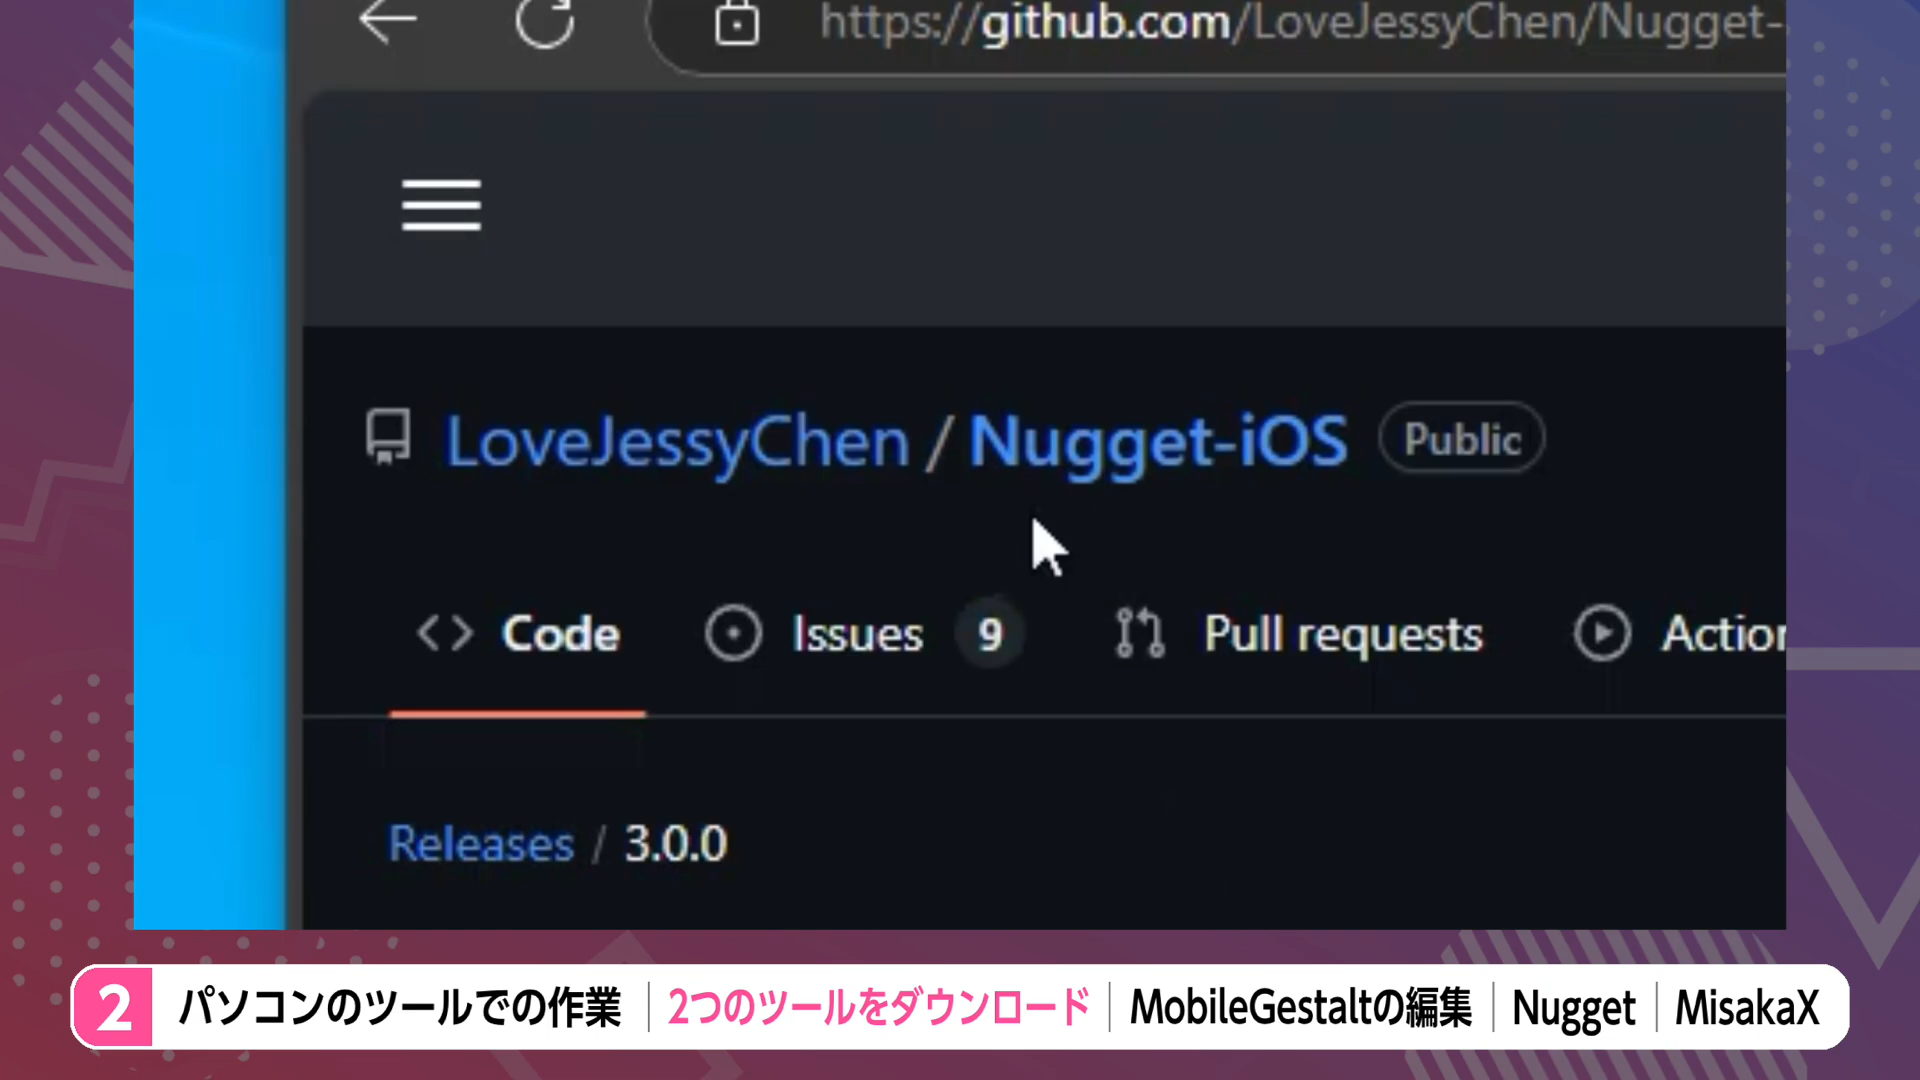 https://github.com/LoveJessyChen/Nugget-
LoveJessyChen / Nugget-iOS Public
Code Issues 9 Pull requests Action
Releases / 3.0.0
2 パソコンのツールでの作業 2つのツールをダウンロード MobileGestaltの編集 Nugget MisakaX